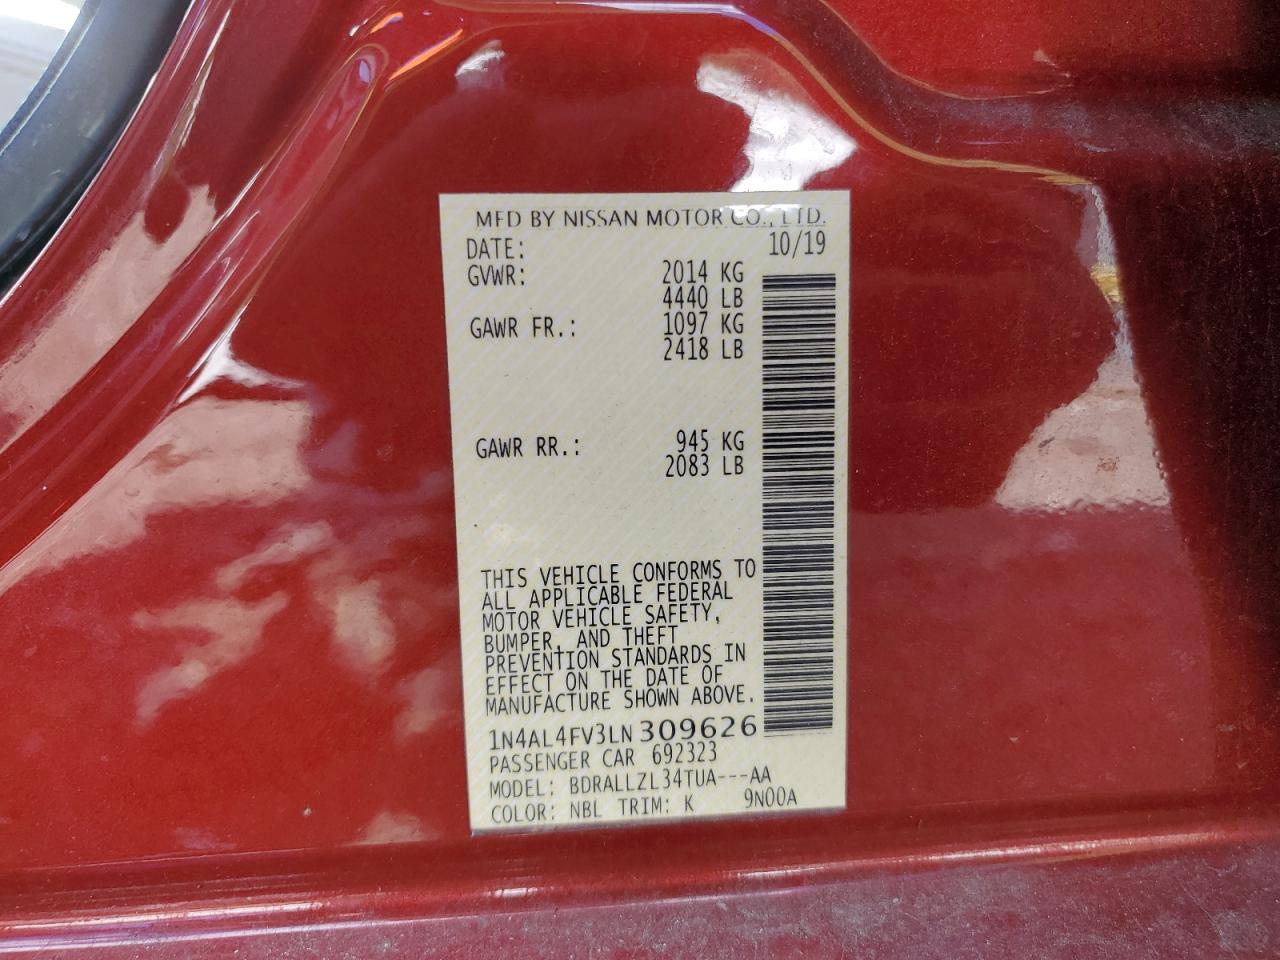 MFD BY NISSAN MOTOR CO., LTD.
DATE: 10/19
GVWR: 2014 KG
4440 LB
GAWR FR.: 1097 KG
2418 LB
GAWR RR.: 945 KG
2083 LB
THIS VEHICLE CONFORMS TO
ALL APPLICABLE FEDERAL
MOTOR VEHICLE SAFETY,
BUMPER, AND THEFT
PREVENTION STANDARDS IN
EFFECT ON THE DATE OF
MANUFACTURE SHOWN ABOVE.
1N4AL4FV3LN309626
PASSENGER CAR 692323
MODEL: BDRALLZL34TUA---AA
COLOR: NBL TRIM: K 9N00A